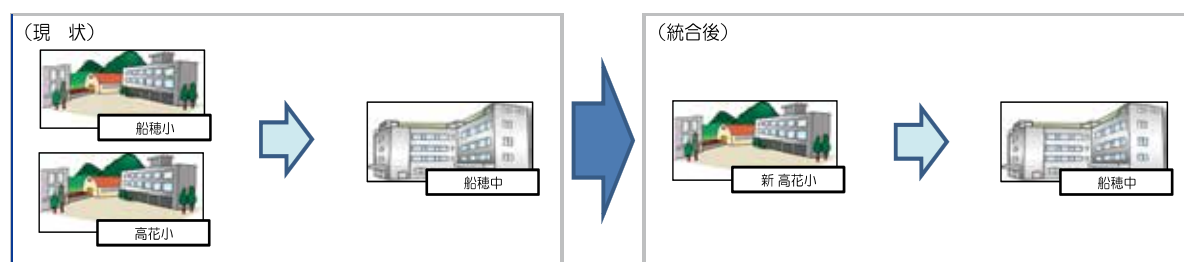 （現　状）
船穂小
高花小
船穂中
（統合後）
新 高花小
船穂中